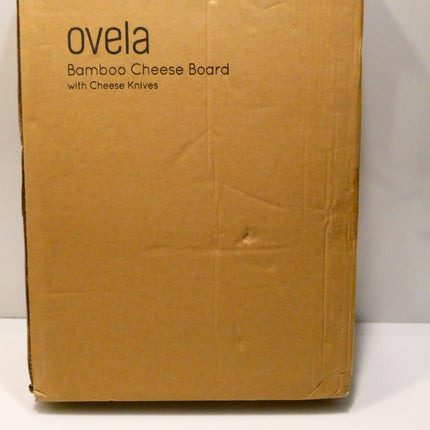 ovela
Bamboo Cheese Board
with Cheese Knives